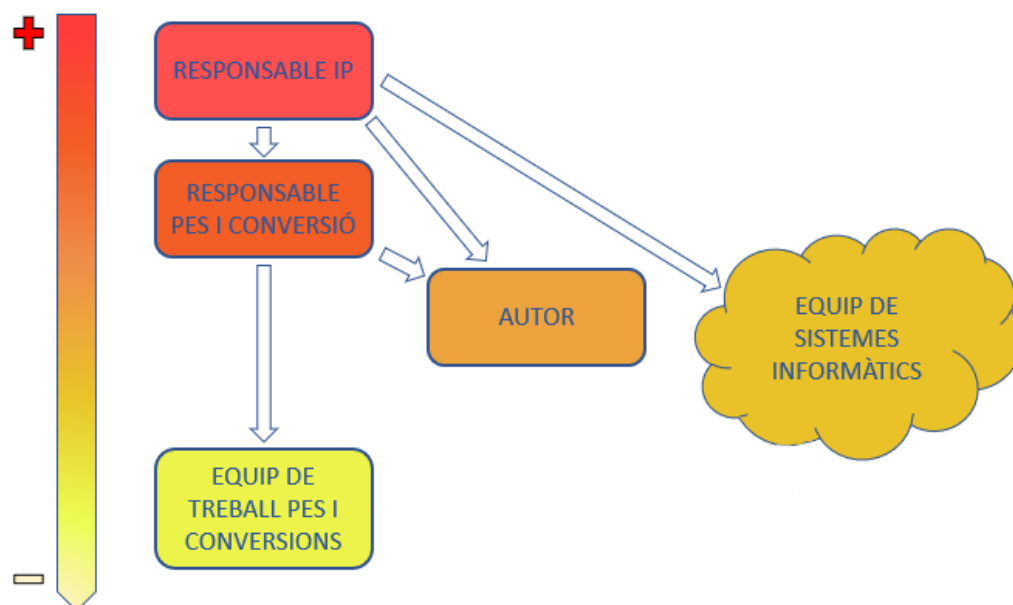 RESPONSABLE IP
RESPONSABLE
PES I CONVERSIÓ
AUTOR
EQUIP DE
SISTEMES
INFORMÀTICS
EQUIP DE
TREBALL PES I
CONVERSIONS